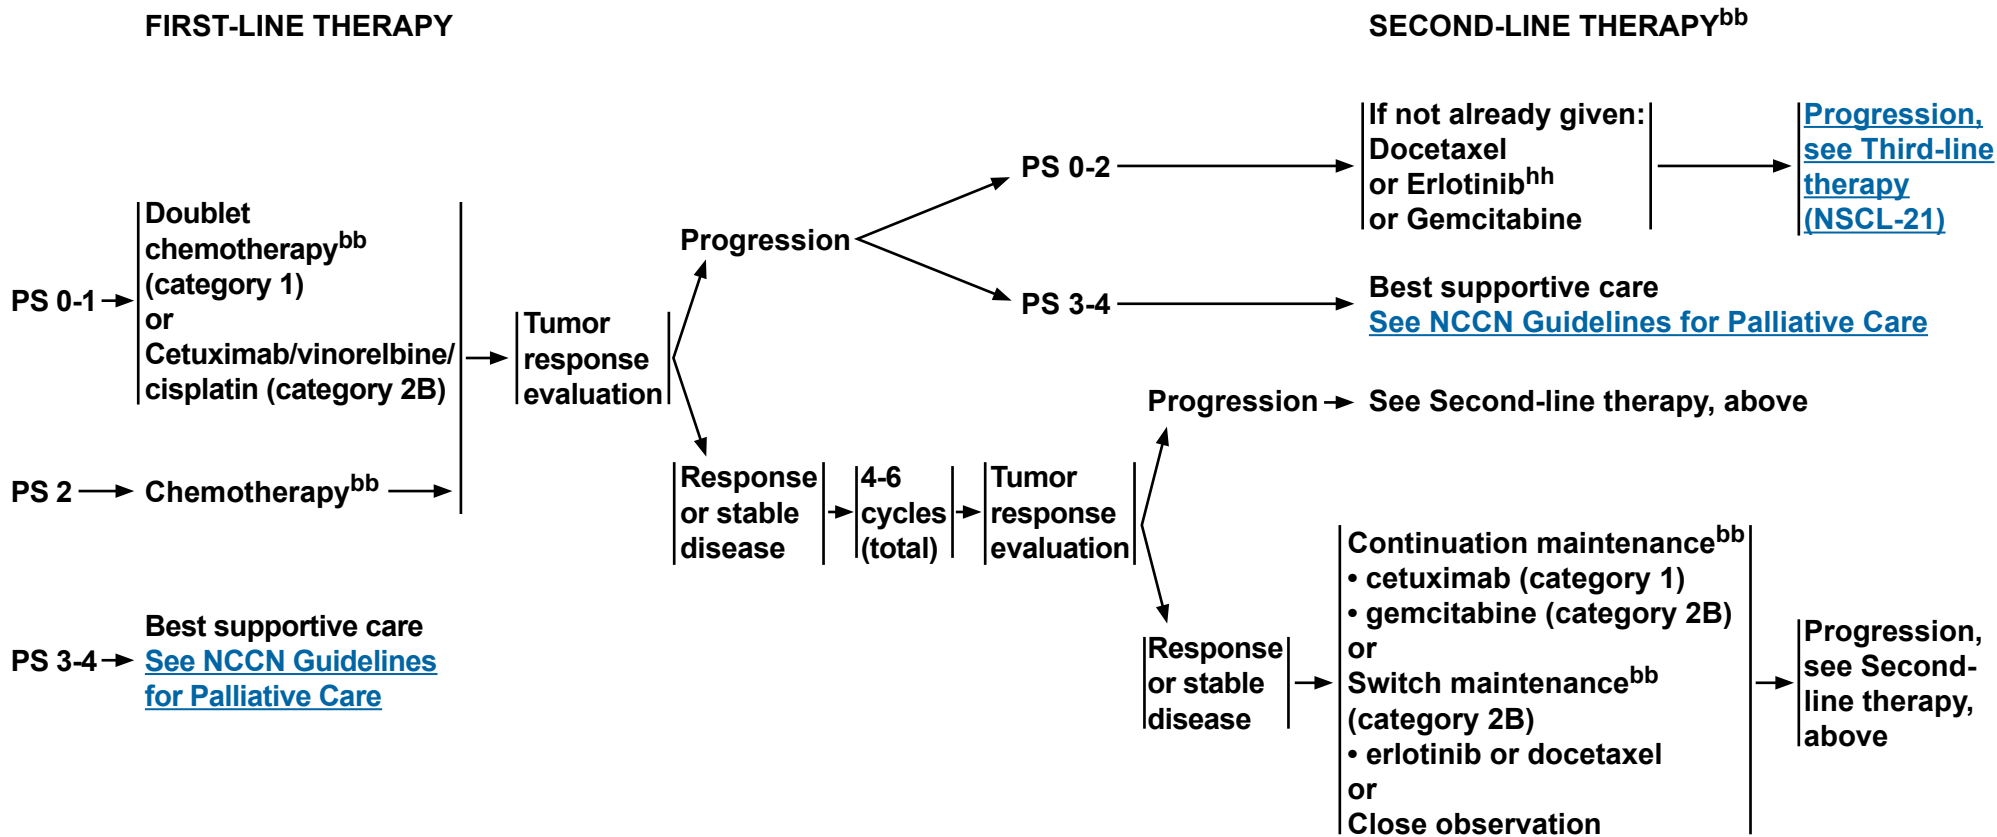 FIRST-LINE THERAPY
SECOND-LINE THERAPYbb
PS 0-1
Doublet
chemotherapybb
(category 1)
or
Cetuximab/vinorelbine/
cisplatin (category 2B)
PS 2
Chemotherapybb
PS 3-4
Best supportive care
See NCCN Guidelines
for Palliative Care
Tumor
response
evaluation
Progression
PS 0-2
If not already given:
Docetaxel
or Erlotinibhh
or Gemcitabine
Progression,
see Third-line
therapy
(NSCL-21)
PS 3-4
Best supportive care
See NCCN Guidelines for Palliative Care
Response
or stable
disease
4-6
cycles
(total)
Tumor
response
evaluation
Progression
See Second-line therapy, above
Response
or stable
disease
Continuation maintenancebb
• cetuximab (category 1)
• gemcitabine (category 2B)
or
Switch maintenancebb
(category 2B)
• erlotinib or docetaxel
or
Close observation
Progression,
see Second-
line therapy,
above